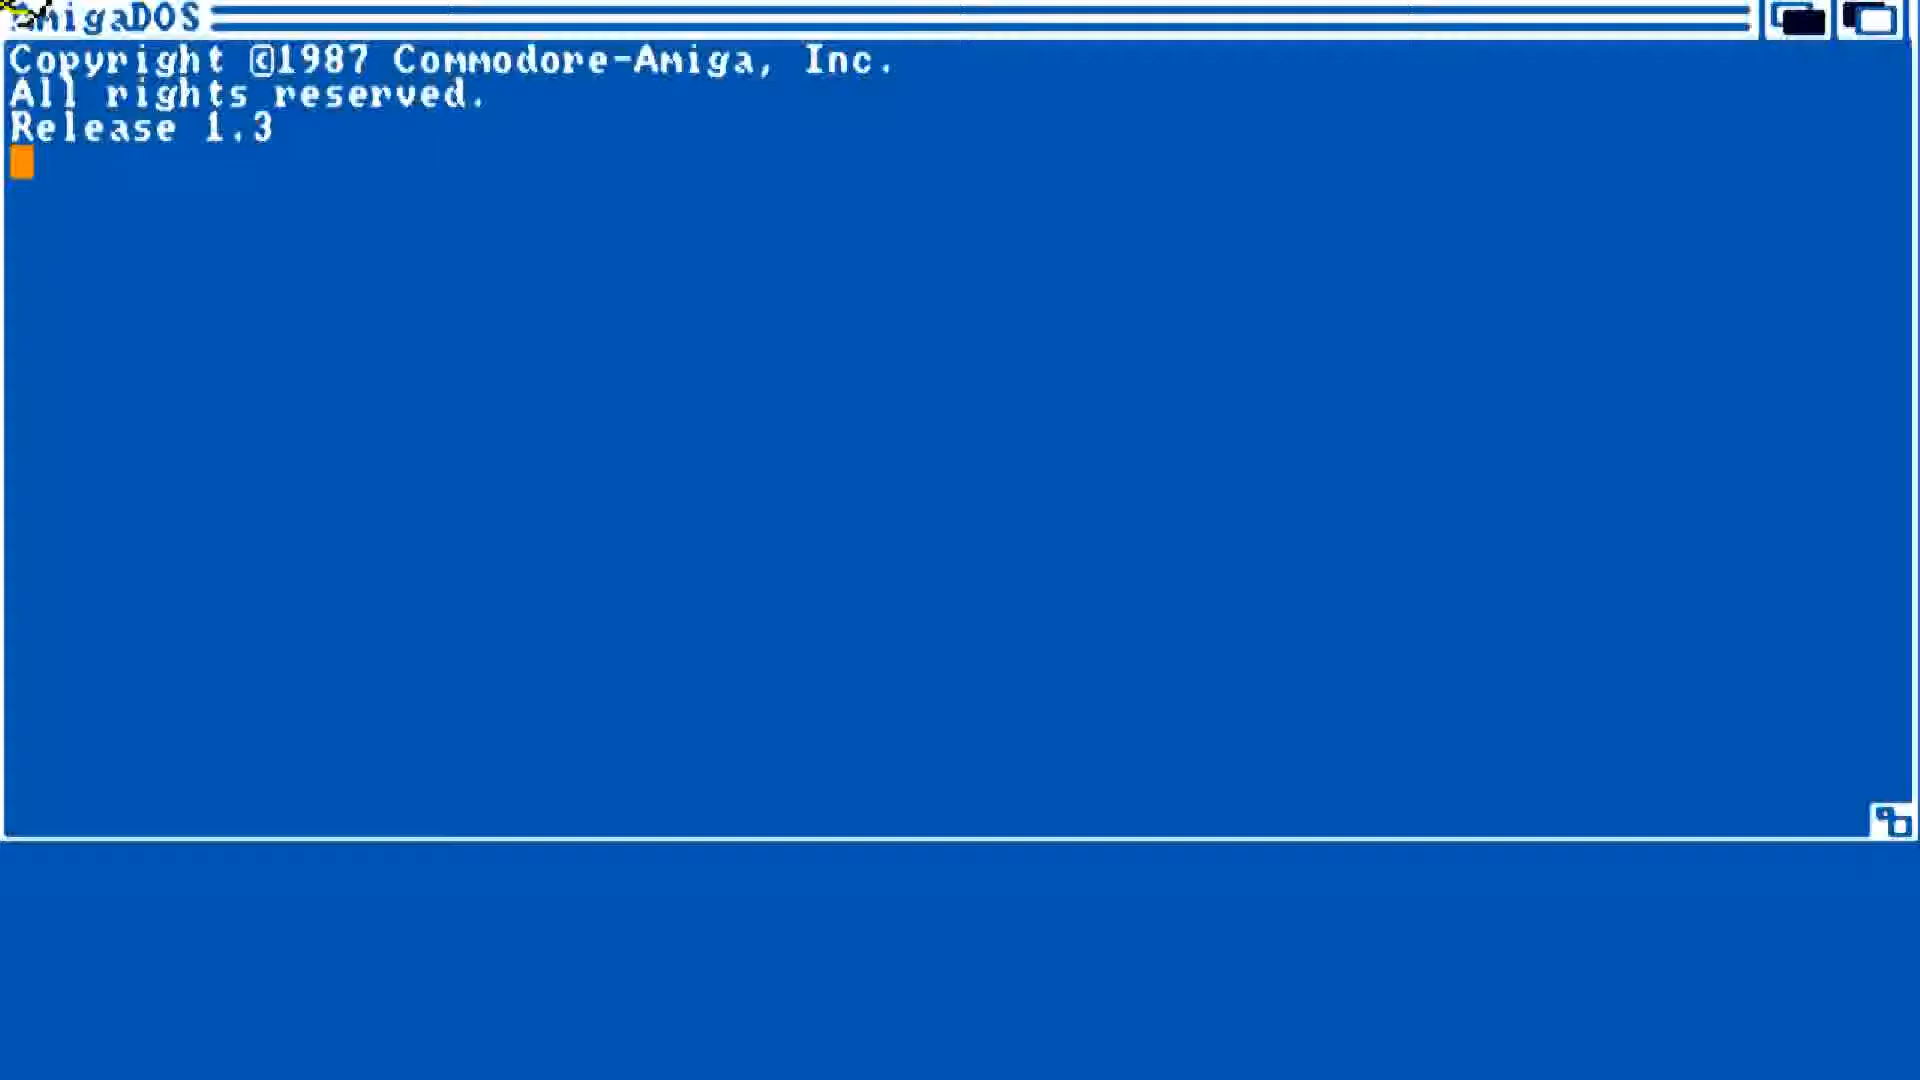 AmigaDOS
Copyright ©1987 Commodore-Amiga, Inc.
All rights reserved.
Release 1.3